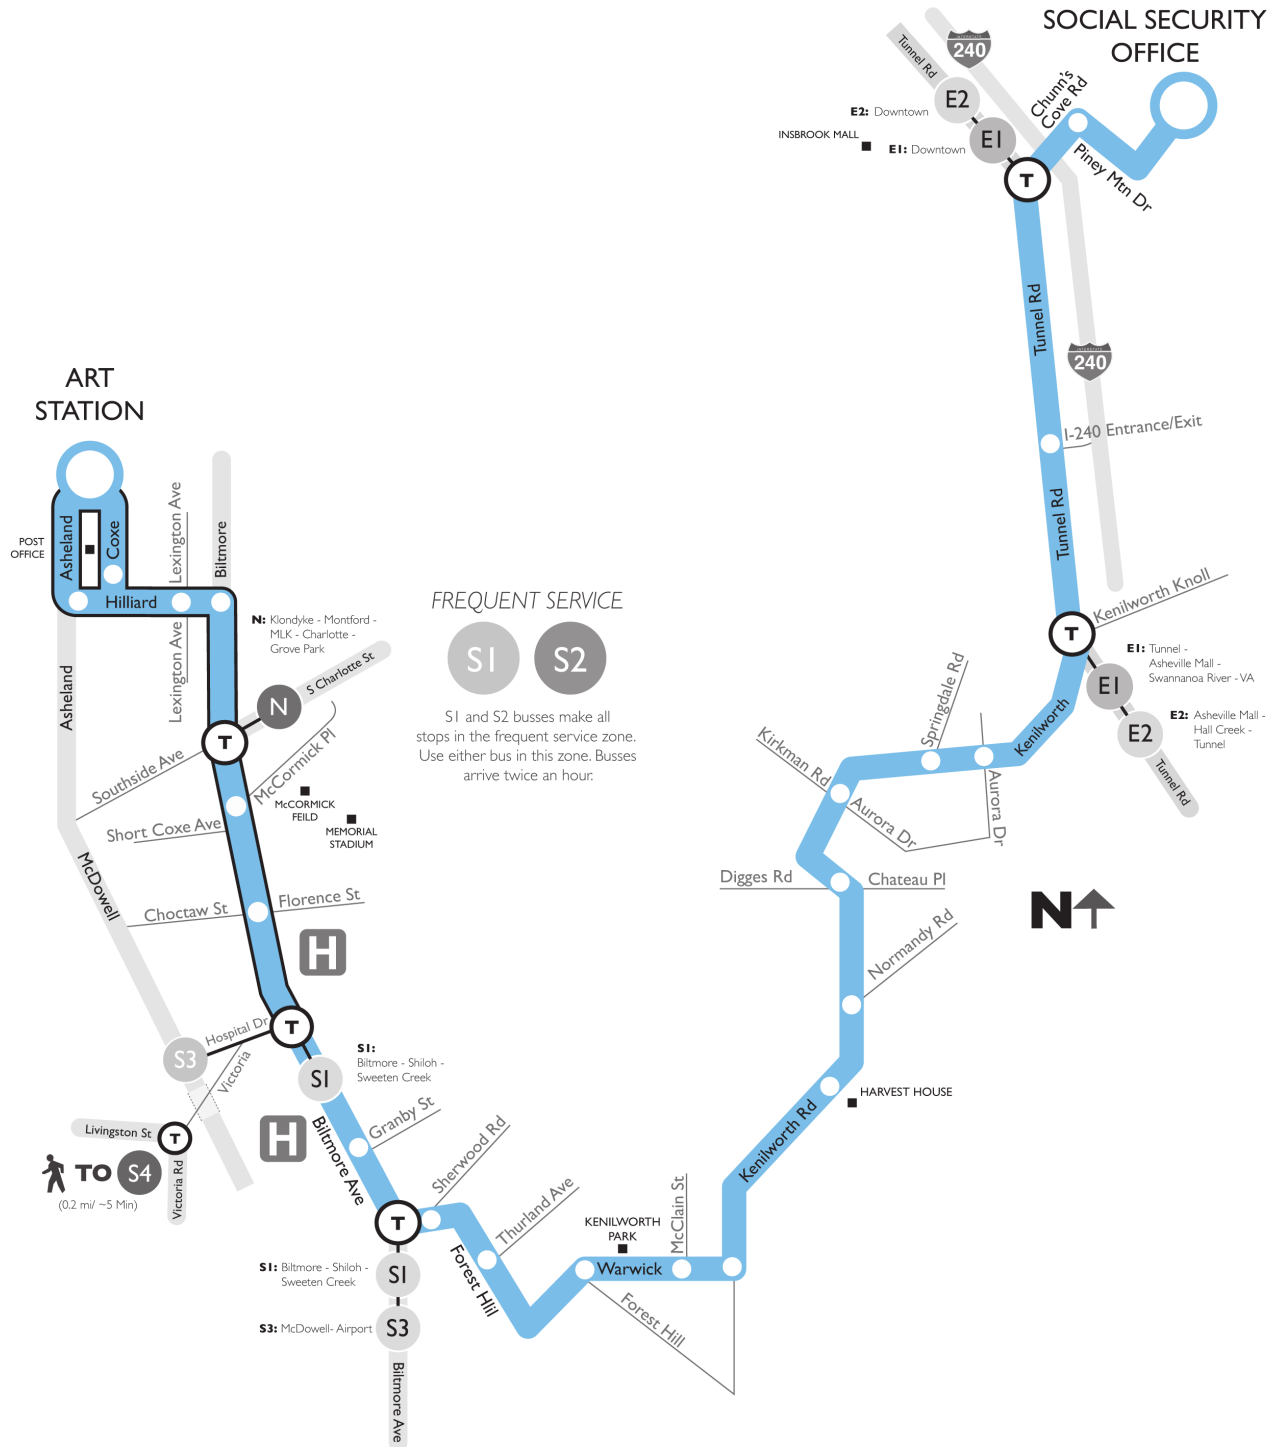 SOCIAL SECURITY
OFFICE
INTERSTATE
240
Tunnel Rd
E2
E2: Downtown
INSBROOK MALL
E1: Downtown
E1
T
Chunn's
Cove Rd
Piney Mtn Dr
Tunnel Rd
INTERSTATE
240
I-240 Entrance/Exit
Tunnel Rd
Kenilworth Knoll
T
E1: Tunnel -
Asheville Mall -
Swannanoa River - VA
E1
E2: Asheville Mall -
Hall Creek -
Tunnel
E2
Tunnel Rd
ART
STATION
POST
OFFICE
Asheland
Coxe
Lexington Ave
Biltmore
Hilliard
Lexington Ave
N: Klondyke - Montford -
MLK - Charlotte -
Grove Park
S Charlotte St
N
T
Asheland
Southside Ave
McCormick Pl
McCORMICK
FEILD
MEMORIAL
STADIUM
Short Coxe Ave
McDowell
Choctaw St
Florence St
H
FREQUENT SERVICE
S1
S2
S1 and S2 busses make all
stops in the frequent service zone.
Use either bus in this zone. Busses
arrive twice an hour.
Springdale Rd
Kenilworth
Kirkman Rd
Aurora Dr
Aurora Dr
Digges Rd
Chateau Pl
N
Normandy Rd
Hospital Dr
T
S3
Victoria
S1:
Biltmore - Shiloh -
Sweeten Creek
S1
HARVEST HOUSE
Kenilworth Rd
Livingston St
T
H
Biltmore Ave
Granby St
Sherwood Rd
TO
S4
(0.2 mi/ ~5 Min)
Victoria Rd
T
Thurland Ave
McClain St
KENILWORTH
PARK
Forest Hlil
Warwick
Forest Hill
S1: Biltmore - Shiloh -
Sweeten Creek
S1
S3: McDowell- Airport
S3
Biltmore Ave